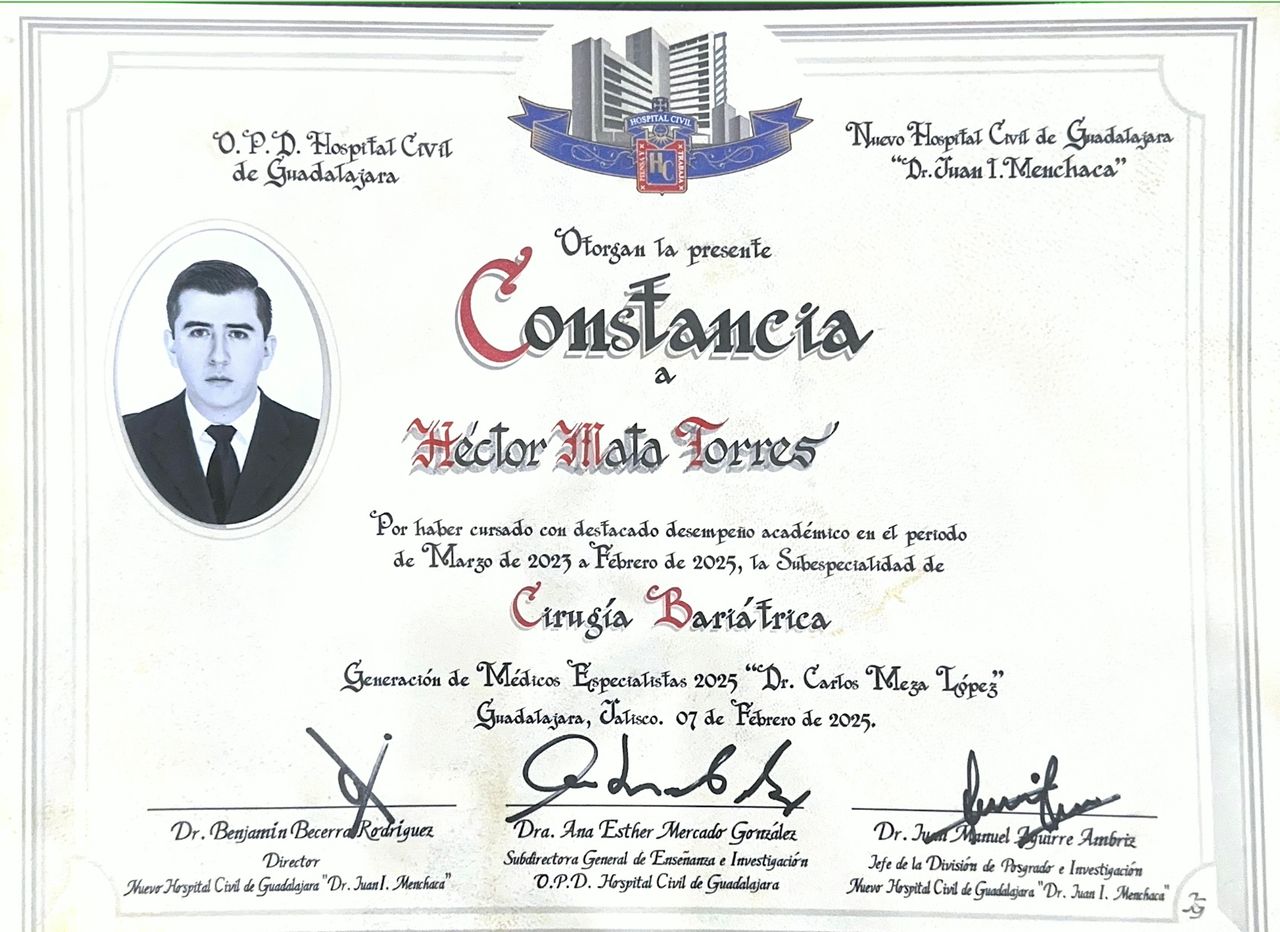 O.P.D. Hospital Civil
de Guadalajara
HOSPITAL CIVIL
PIENSA Y
HC
TRABAJA
Nuevo Hospital Civil de Guadalajara
"Dr. Juan I. Menchaca"
Otorgan la presente
Constancia
a
Héctor Mata Torres
Por haber cursado con destacado desempeño académico en el periodo
de Marzo de 2023 a Febrero de 2025, la Subespecialidad de
Cirugía Bariátrica
Generación de Médicos Especialistas 2025 "Dr. Carlos Meza López"
Guadalajara, Jalisco. 07 de Febrero de 2025.
Dr. Benjamín Becerra Rodríguez
Director
Nuevo Hospital Civil de Guadalajara "Dr. Juan I. Menchaca"
Dra. Ana Esther Mercado González
Subdirectora General de Enseñanza e Investigación
O.P.D. Hospital Civil de Guadalajara
Dr. Juan Manuel Aguirre Ambriz
Jefe de la División de Posgrado e Investigación
Nuevo Hospital Civil de Guadalajara "Dr. Juan I. Menchaca"